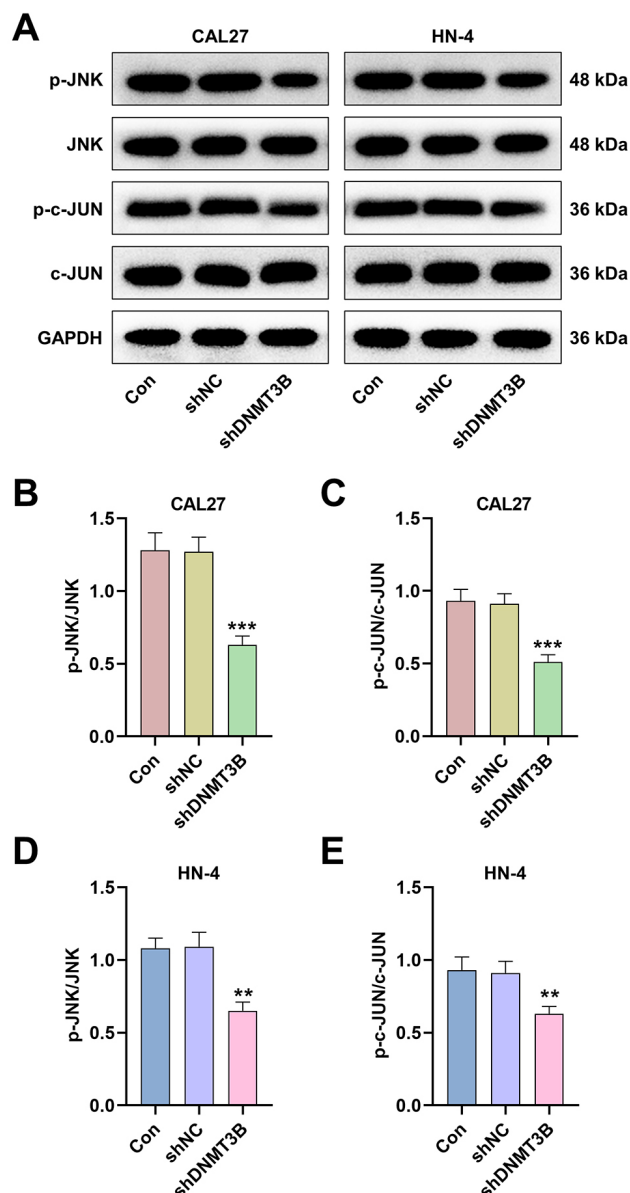 A
CAL27 HN-4
p-JNK 48 kDa
JNK 48 kDa
p-c-JUN 36 kDa
c-JUN 36 kDa
GAPDH 36 kDa
Con shNC shDNMT3B Con shNC shDNMT3B
B
CAL27
p-JNK/JNK
1.5
1.0
0.5
0.0
***
Con shNC shDNMT3B
C
CAL27
p-c-JUN/c-JUN
1.5
1.0
0.5
0.0
***
Con shNC shDNMT3B
D
HN-4
p-JNK/JNK
1.5
1.0
0.5
0.0
**
Con shNC shDNMT3B
E
HN-4
p-c-JUN/c-JUN
1.5
1.0
0.5
0.0
**
Con shNC shDNMT3B